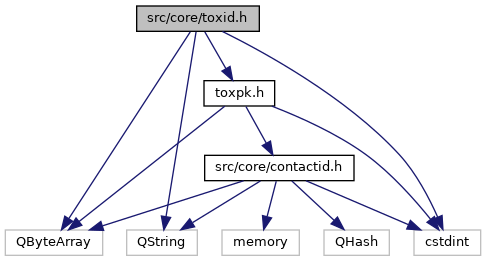 src/core/toxid.h
toxpk.h
src/core/contactid.h
QByteArray
QString
memory
QHash
cstdint